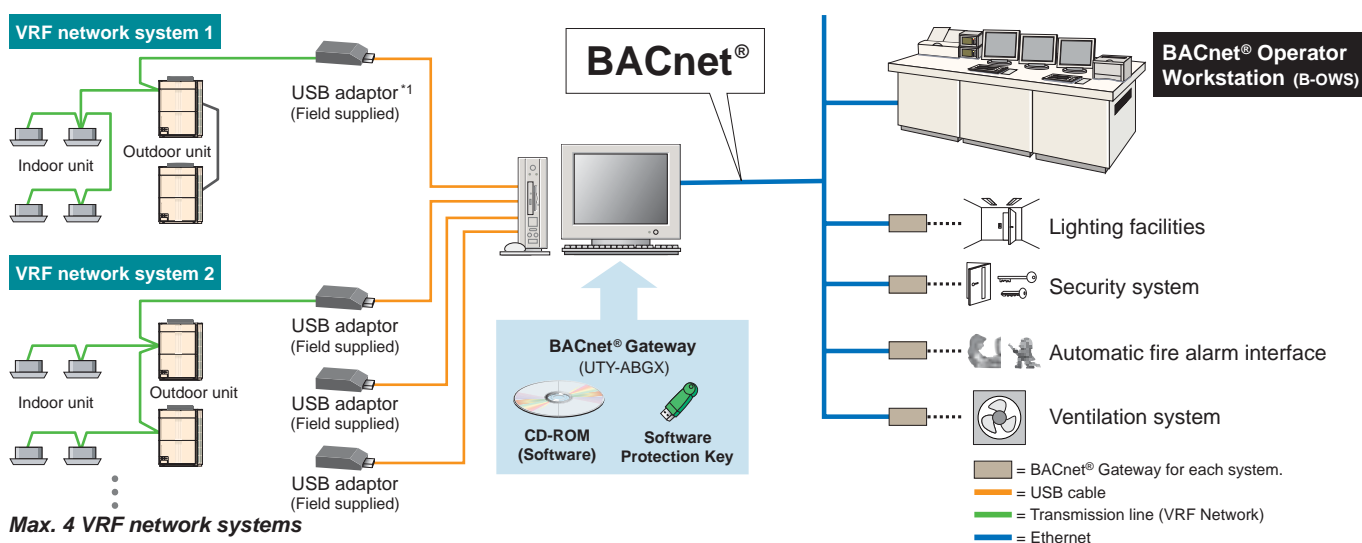 VRF network system 1
USB adaptor*1
(Field supplied)
Indoor unit
Outdoor unit
VRF network system 2
USB adaptor
(Field supplied)
Indoor unit
Outdoor unit
USB adaptor
(Field supplied)
USB adaptor
(Field supplied)
Max. 4 VRF network systems
BACnet®
BACnet® Gateway
(UTY-ABGX)
CD-ROM
(Software)
Software
Protection Key
BACnet® Operator
Workstation (B-OWS)
Lighting facilities
Security system
Automatic fire alarm interface
Ventilation system
= BACnet® Gateway for each system.
= USB cable
= Transmission line (VRF Network)
= Ethernet